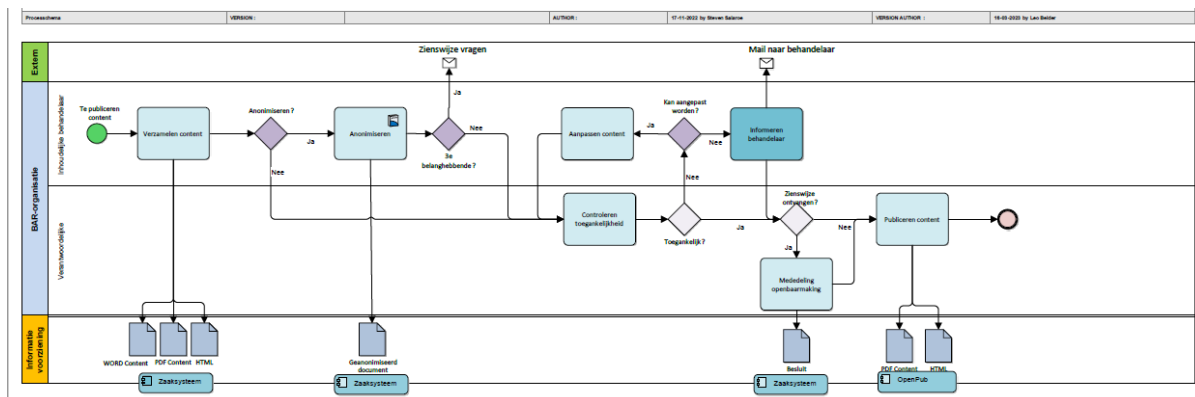 Processchema
VERSION :
AUTHOR :
17-11-2022 by Steven Salaroe
VERSION AUTHOR :
16-03-2023 by Leo Belder
Extern
Zienswijze vragen
Mail naar behandelaar
BAR-organisatie
Inhoudelijke behandelaar
Te publiceren
content
Verzamelen content
Anonimiseren ?
Ja
Nee
Anonimiseren
Ja
Nee
3e
belanghebbende ?
Aanpassen content
Kan aangepast
worden ?
Ja
Nee
Nee
Informeren
behandelaar
Verantwoordelijke
Controleren
toegankelijkheid
Toegankelijk ?
Ja
Zienswijze
ontvangen ?
Nee
Ja
Publiceren content
Mededeling
openbaarmaking
Informatie
voorziening
WORD Content
PDF Content
HTML
Zaaksysteem
Geanonimiseerd
document
Zaaksysteem
Besluit
Zaaksysteem
PDF Content
HTML
OpenPub